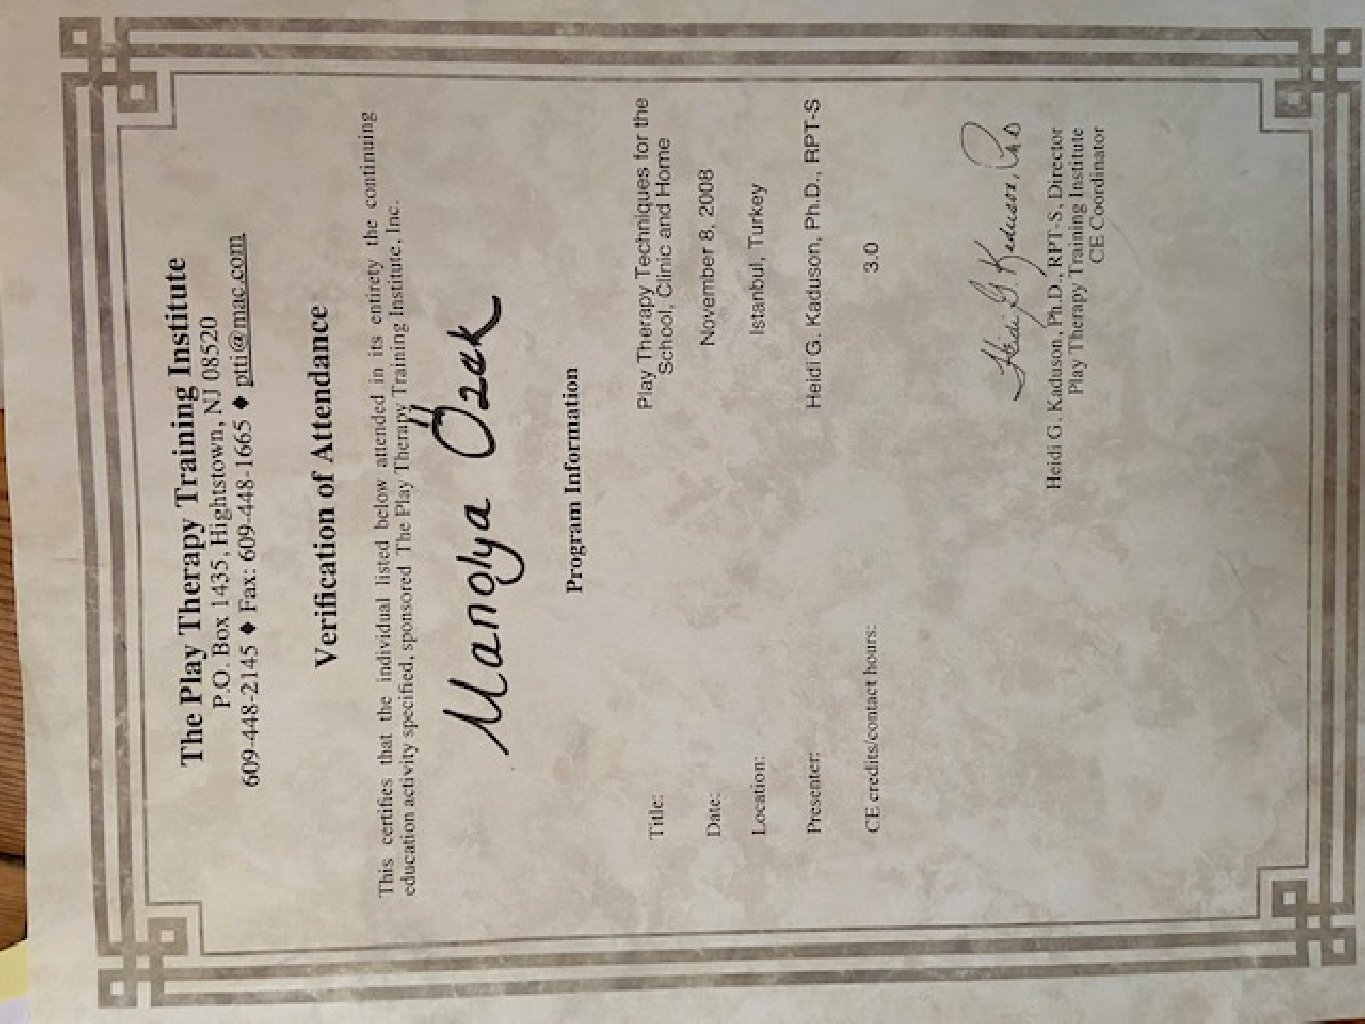 The Play Therapy Training Institute
P.O. Box 1435, Hightstown, NJ 08520
609-448-2145 ♦ Fax: 609-448-1665 ♦ ptti@mac.com
Verification of Attendance
This certifies that the individual listed below attended in its entirety the continuing
education activity specified, sponsored The Play Therapy Training Institute, Inc.
Manolya Özek
Program Information
Title: Play Therapy Techniques for the
School, Clinic and Home
Date: November 8, 2008
Location: Istanbul, Turkey
Presenter: Heidi G. Kaduson, Ph.D., RPT-S
CE credits/contact hours: 3.0
Heidi G. Kaduson, PhD
Heidi G. Kaduson, Ph.D., RPT-S, Director
Play Therapy Training Institute
CE Coordinator